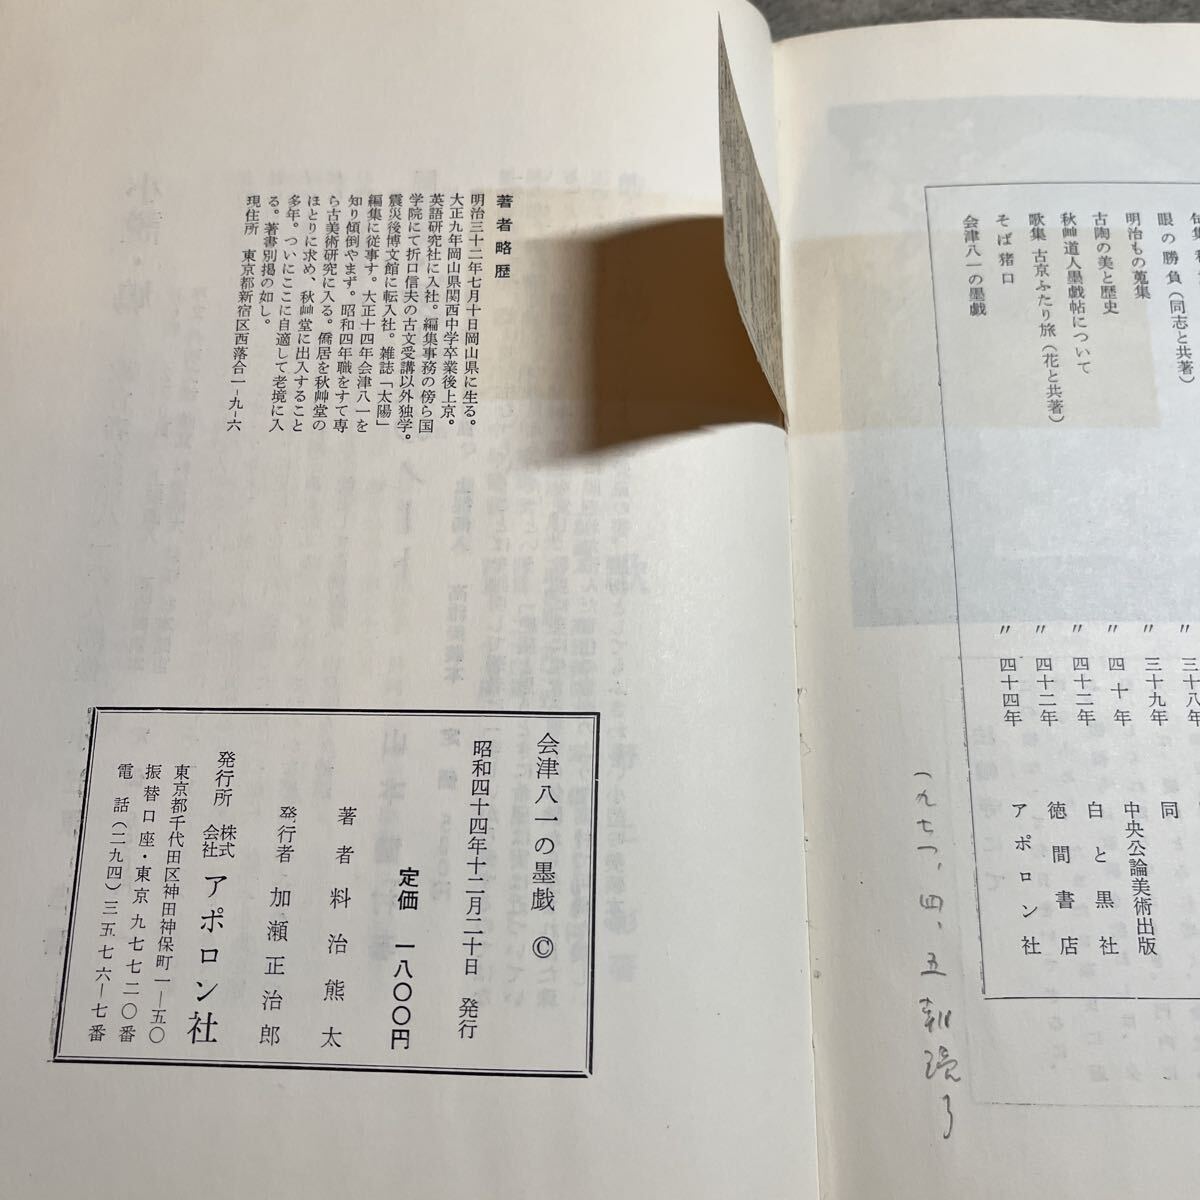 句集
眼の勝負(同志と共著)
明治もの蒐集
古陶の美と歴史
秋艸道人墨戯帖について
歌集 古京ふたり旅(花と共著)
そば猪口
会津八一の墨戯
三十八年
〃 三十九年
〃 四十年
〃 四十二年
〃 四十二年
〃 四十四年
同
中央公論美術出版
白と黒社
徳間書店
アポロン社
一九七一、四、五 朝読了
著者略歴
明治三十二年七月十日岡山県に生る。
大正九年岡山県関西中学卒業後上京。
英語研究社に入社。編集事務の傍ら国
学院にて折口信夫の古文受講以外独学。
震災後博文館に転入社。雑誌「太陽」
編集に従事す。大正十四年会津八一を
知り傾倒やまず。昭和四年職をすて専
ら古美術研究に入る。僑居を秋艸堂の
ほとりに求め、秋艸堂に出入すること
多年。ついにここに自適して老境に入
る。著書別掲の如し。
現住所 東京都新宿区西落合一-九-六
会津八一の墨戯 ©
昭和四十四年十二月二十日 発行
定価 一八〇〇円
著者 料治熊太
発行者 加瀬正治郎
発行所 株式会社 アポロン社
東京都千代田区神田神保町一-五〇
振替口座・東京 九七七二〇番
電話(二九四)三五七六-七番